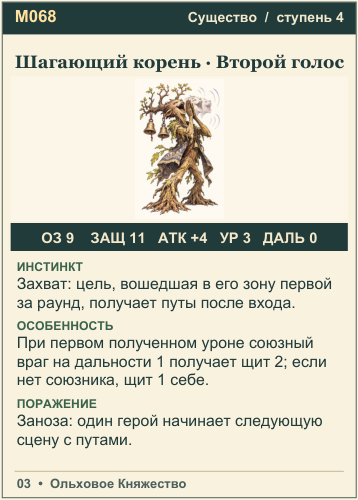 M068
Существо / ступень 4
Шагающий корень · Второй голос
ОЗ 9 ЗАЩ 11 АТК +4 УР 3 ДАЛЬ 0
ИНСТИНКТ
Захват: цель, вошедшая в его зону первой
за раунд, получает путы после входа.
ОСОБЕННОСТЬ
При первом полученном уроне союзный
враг на дальности 1 получает щит 2; если
нет союзника, щит 1 себе.
ПОРАЖЕНИЕ
Заноза: один герой начинает следующую
сцену с путами.
03 • Ольховое Княжество